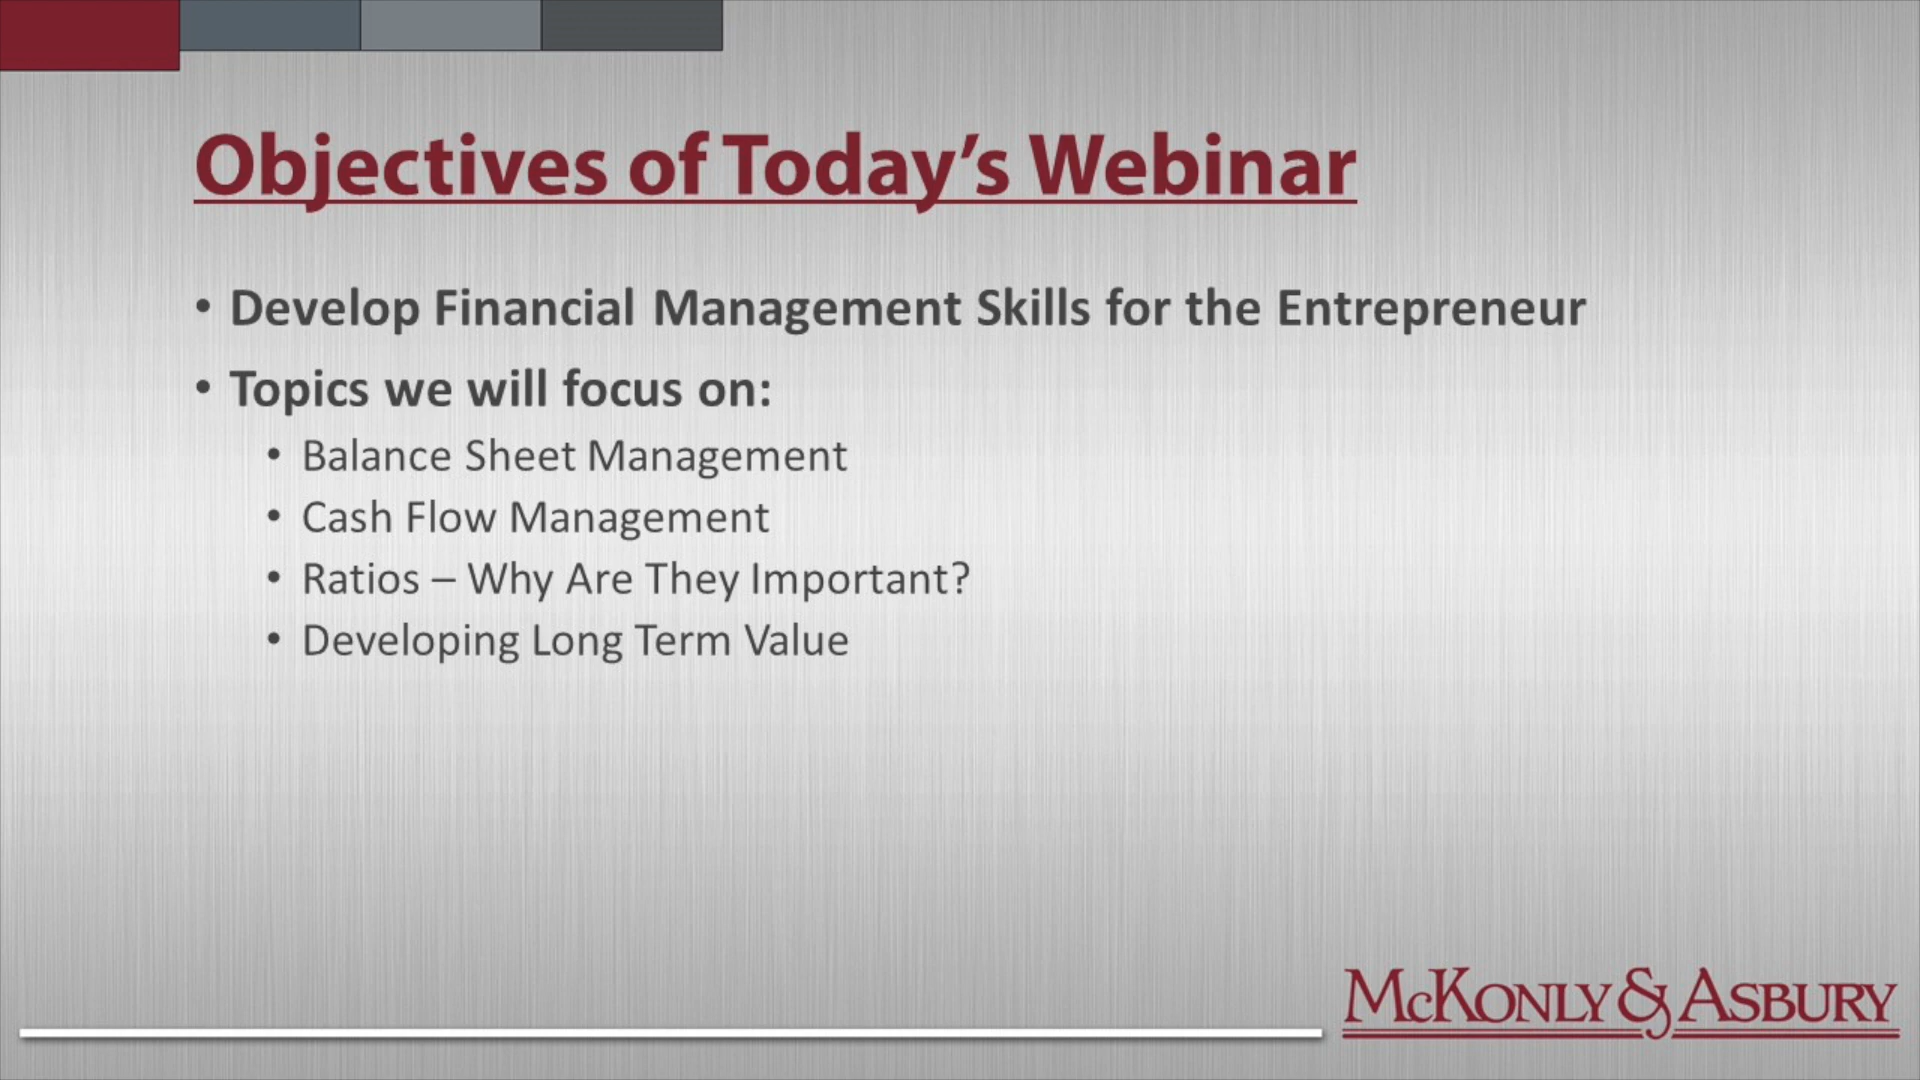 Objectives of Today’s Webinar
• Develop Financial Management Skills for the Entrepreneur
• Topics we will focus on:
• Balance Sheet Management
• Cash Flow Management
• Ratios – Why Are They Important?
• Developing Long Term Value
McKonly & Asbury